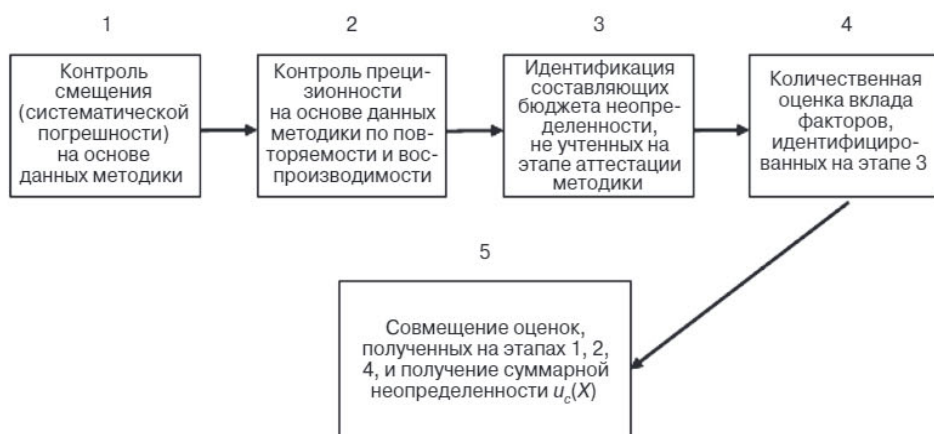 1
Контроль
смещения
(систематической
погрешности)
на основе
данных методики
2
Контроль преци-
зионности
на основе данных
методики по пов-
торяемости и вос-
производимости
3
Идентификация
составляющих
бюджета неопре-
деленности,
не учтенных на
этапе аттестации
методики
4
Количественная
оценка вклада
факторов,
идентифициро-
ванных на этапе 3
5
Совмещение оценок,
полученных на этапах 1, 2,
4, и получение суммарной
неопределенности u_c(X)